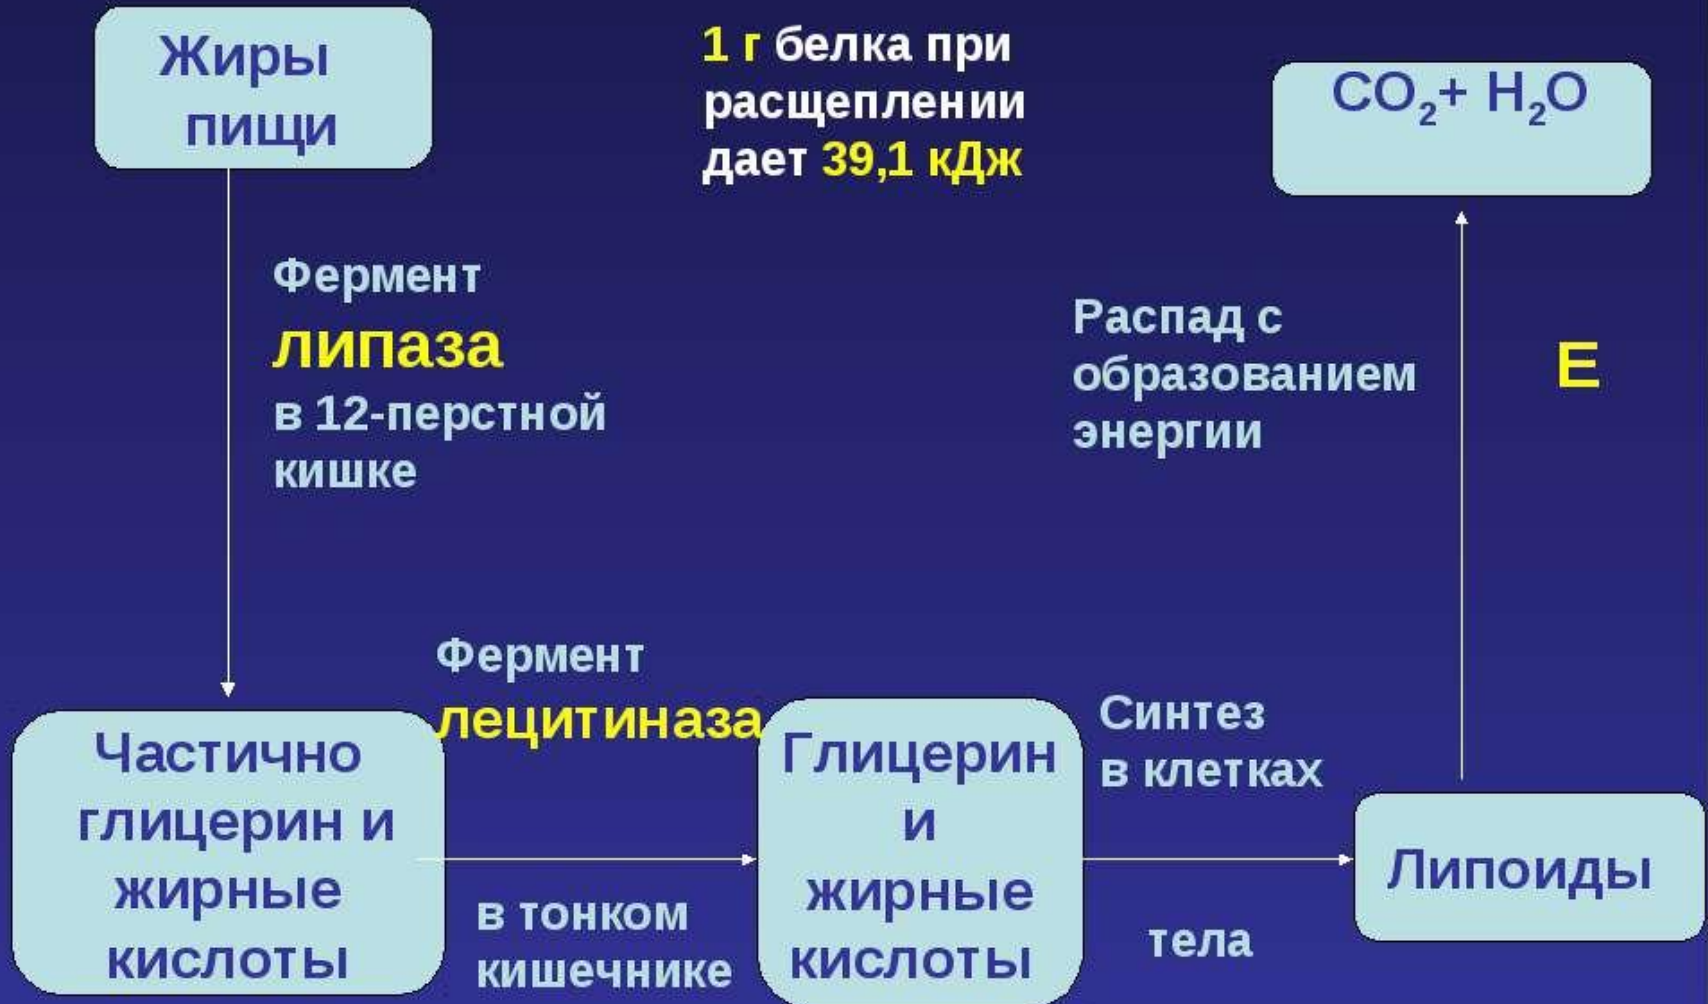 Жиры
пищи
1 г белка при
расщеплении
дает 39,1 кДж
CO₂+ H₂O
Фермент
липаза
в 12-перстной
кишке
Распад с
образованием
энергии
Е
Частично
глицерин и
жирные
кислоты
Фермент
лецитиназа
в тонком
кишечнике
Глицерин
и
жирные
кислоты
Синтез
в клетках
тела
Липоиды